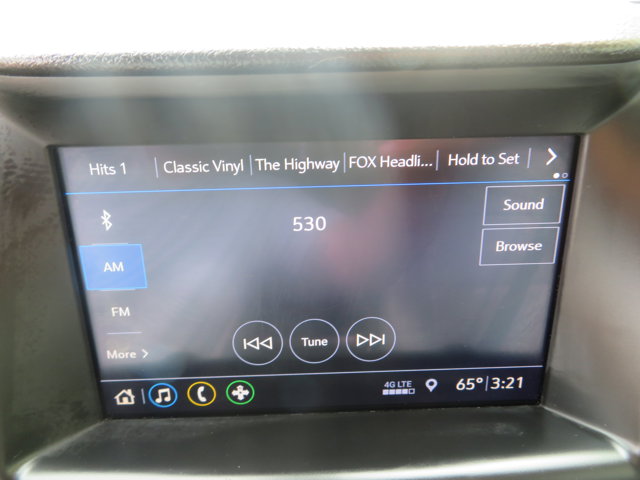 Hits 1 Classic Vinyl The Highway FOX Headli... Hold to Set
530
Sound
Browse
AM
FM
More
Tune
4G LTE 65° 3:21